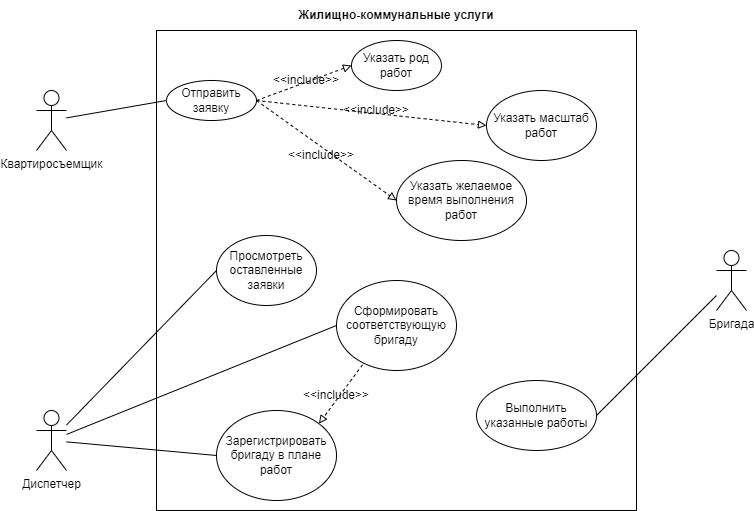 Жилищно-коммунальные услуги
Указать род
работ
<<include>>
Отправить
заявку
<<include>>
Указать масштаб
работ
Квартиросъемщик
<<include>>
Указать желаемое
время выполнения
работ
Просмотреть
оставленные
заявки
Сформировать
соответствующую
бригаду
Бригада
<<include>>
Выполнить
указанные работы
Зарегистрировать
бригаду в плане
работ
Диспетчер